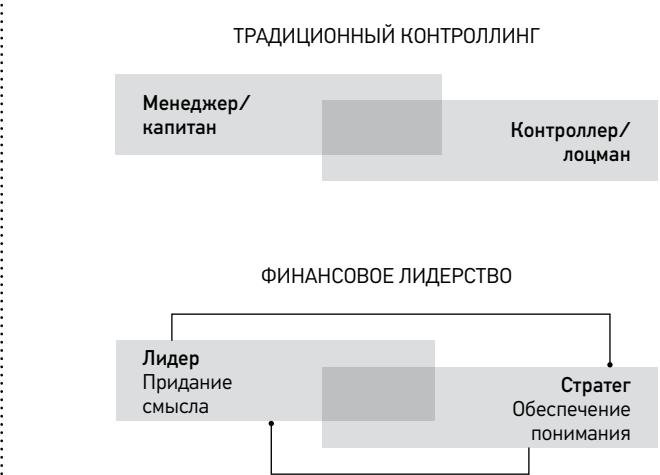 ТРАДИЦИОННЫЙ КОНТРОЛЛИНГ
Менеджер/
капитан
Контроллер/
лоцман
ФИНАНСОВОЕ ЛИДЕРСТВО
Лидер
Придание
смысла
Стратег
Обеспечение
понимания